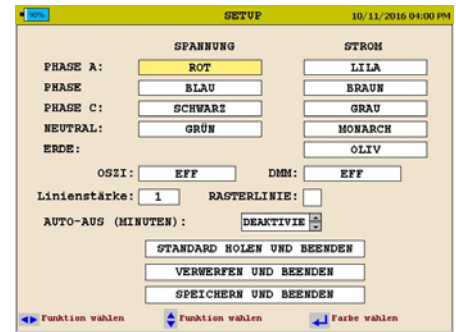 90% SETUP 10/11/2016 04:00 PM
SPANNUNG STROM
PHASE A: ROT LILA
PHASE BLAU BRAUN
PHASE C: SCHWARZ GRAU
NEUTRAL: GRÜN MONARCH
ERDE: OLIV
OSZI: EFF DMM: EFF
Linienstärke: 1 RASTERLINIE:
AUTO-AUS (MINUTEN): DEAKTIVIE
STANDARD HOLEN UND BEENDEN
VERWERFEN UND BEENDEN
SPEICHERN UND BEENDEN
Funktion wählen Funktion wählen Farbe wählen